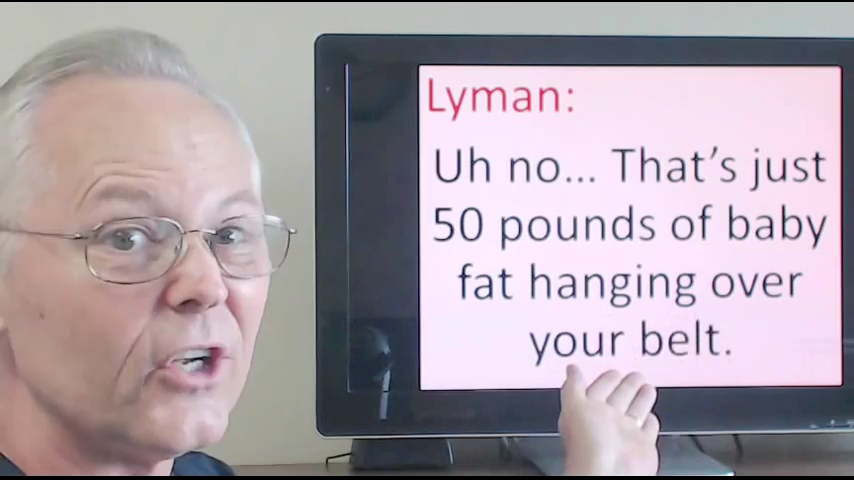 Lyman:
Uh no... That's just
50 pounds of baby
fat hanging over
your belt.